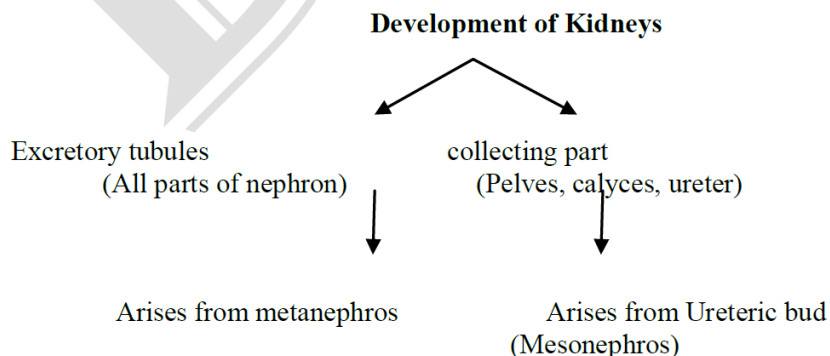 Development of Kidneys
Excretory tubules
(All parts of nephron)
collecting part
(Pelves, calyces, ureter)
Arises from metanephros
Arises from Ureteric bud
(Mesonephros)